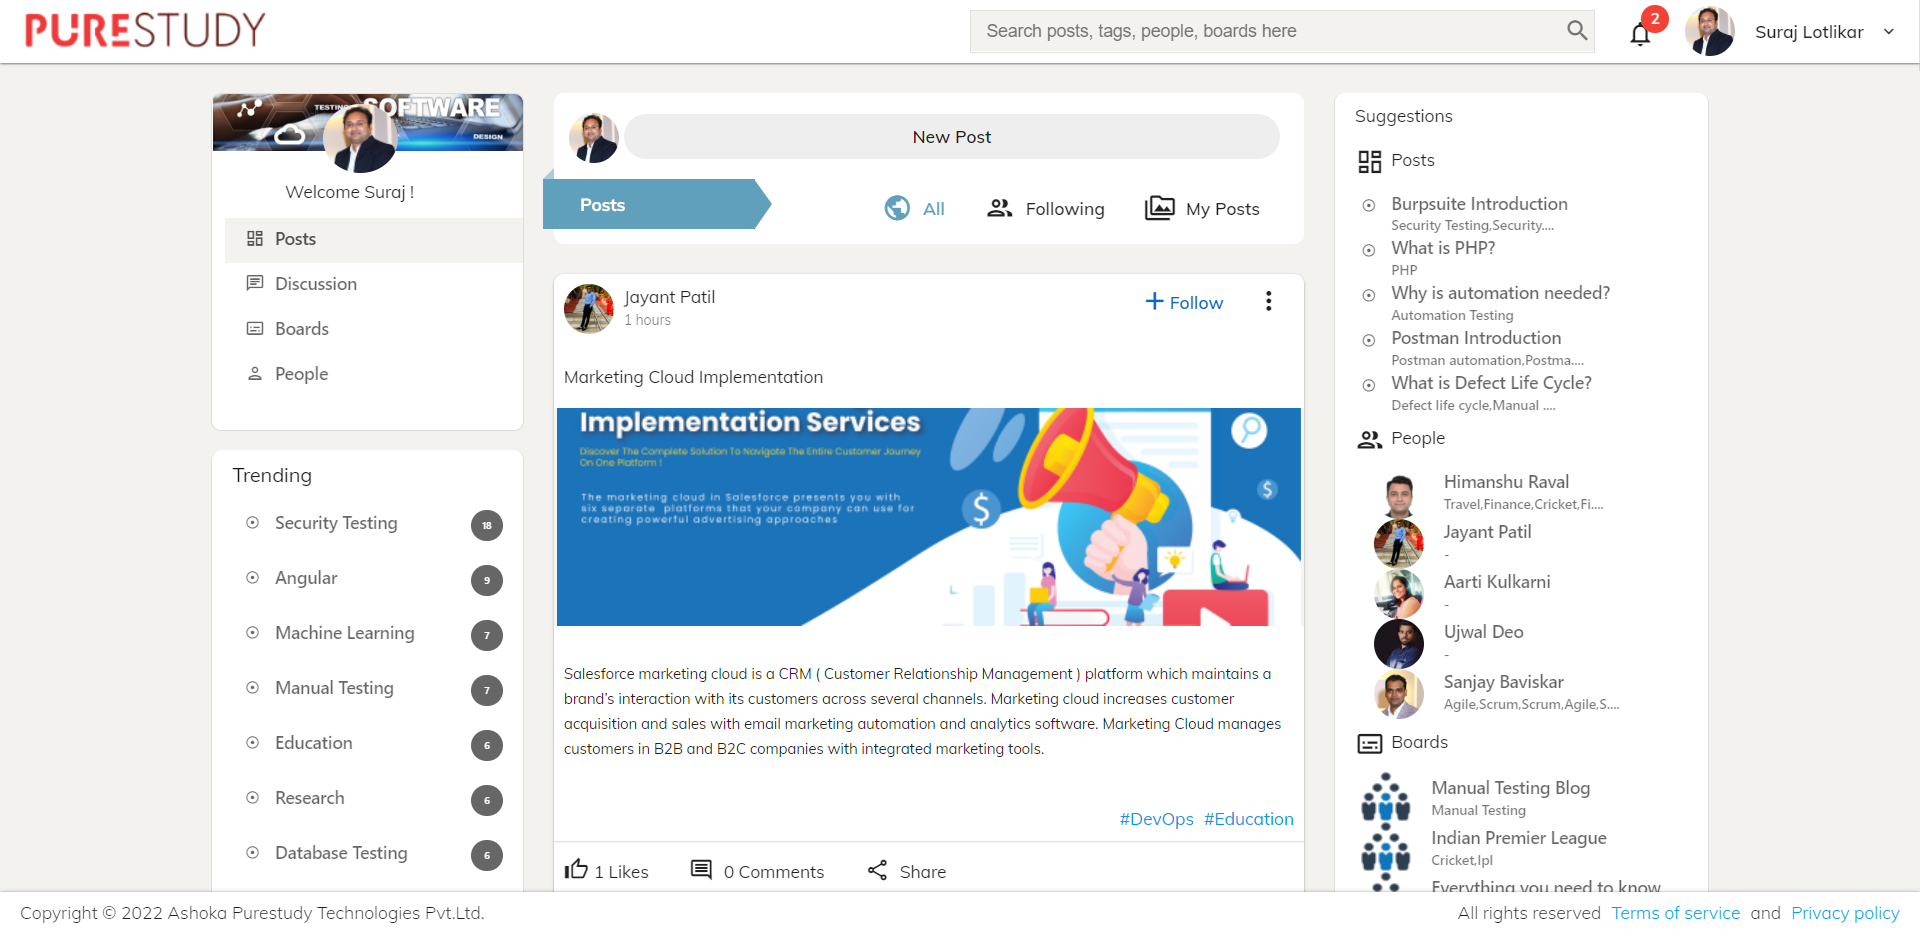 PURESTUDY
Search posts, tags, people, boards here
2
Suraj Lotlikar
TESTING
SOFTWARE
DESIGN
Welcome Suraj !
Posts
Discussion
Boards
People
Trending
Security Testing
18
Angular
9
Machine Learning
7
Manual Testing
7
Education
6
Research
6
Database Testing
6
New Post
Posts
All
Following
My Posts
Jayant Patil
1 hours
Follow
Marketing Cloud Implementation
Implementation Services
Discover The Complete Solution To Navigate The Entire Customer Journey
On One Platform !
The marketing cloud in Salesforce presents you with
six separate platforms that your company can use for
creating powerful advertising approaches
$
$
Salesforce marketing cloud is a CRM ( Customer Relationship Management ) platform which maintains a
brand’s interaction with its customers across several channels. Marketing cloud increases customer
acquisition and sales with email marketing automation and analytics software. Marketing Cloud manages
customers in B2B and B2C companies with integrated marketing tools.
#DevOps #Education
1 Likes
0 Comments
Share
Suggestions
Posts
Burpsuite Introduction
Security Testing,Security....
What is PHP?
PHP
Why is automation needed?
Automation Testing
Postman Introduction
Postman automation,Postma....
What is Defect Life Cycle?
Defect life cycle,Manual ....
People
Himanshu Raval
Travel,Finance,Cricket,Fi....
Jayant Patil
-
Aarti Kulkarni
-
Ujwal Deo
-
Sanjay Baviskar
Agile,Scrum,Scrum,Agile,S....
Boards
Manual Testing Blog
Manual Testing
Indian Premier League
Cricket,Ipl
Everything you need to know
Copyright © 2022 Ashoka Purestudy Technologies Pvt.Ltd.
All rights reserved Terms of service and Privacy policy